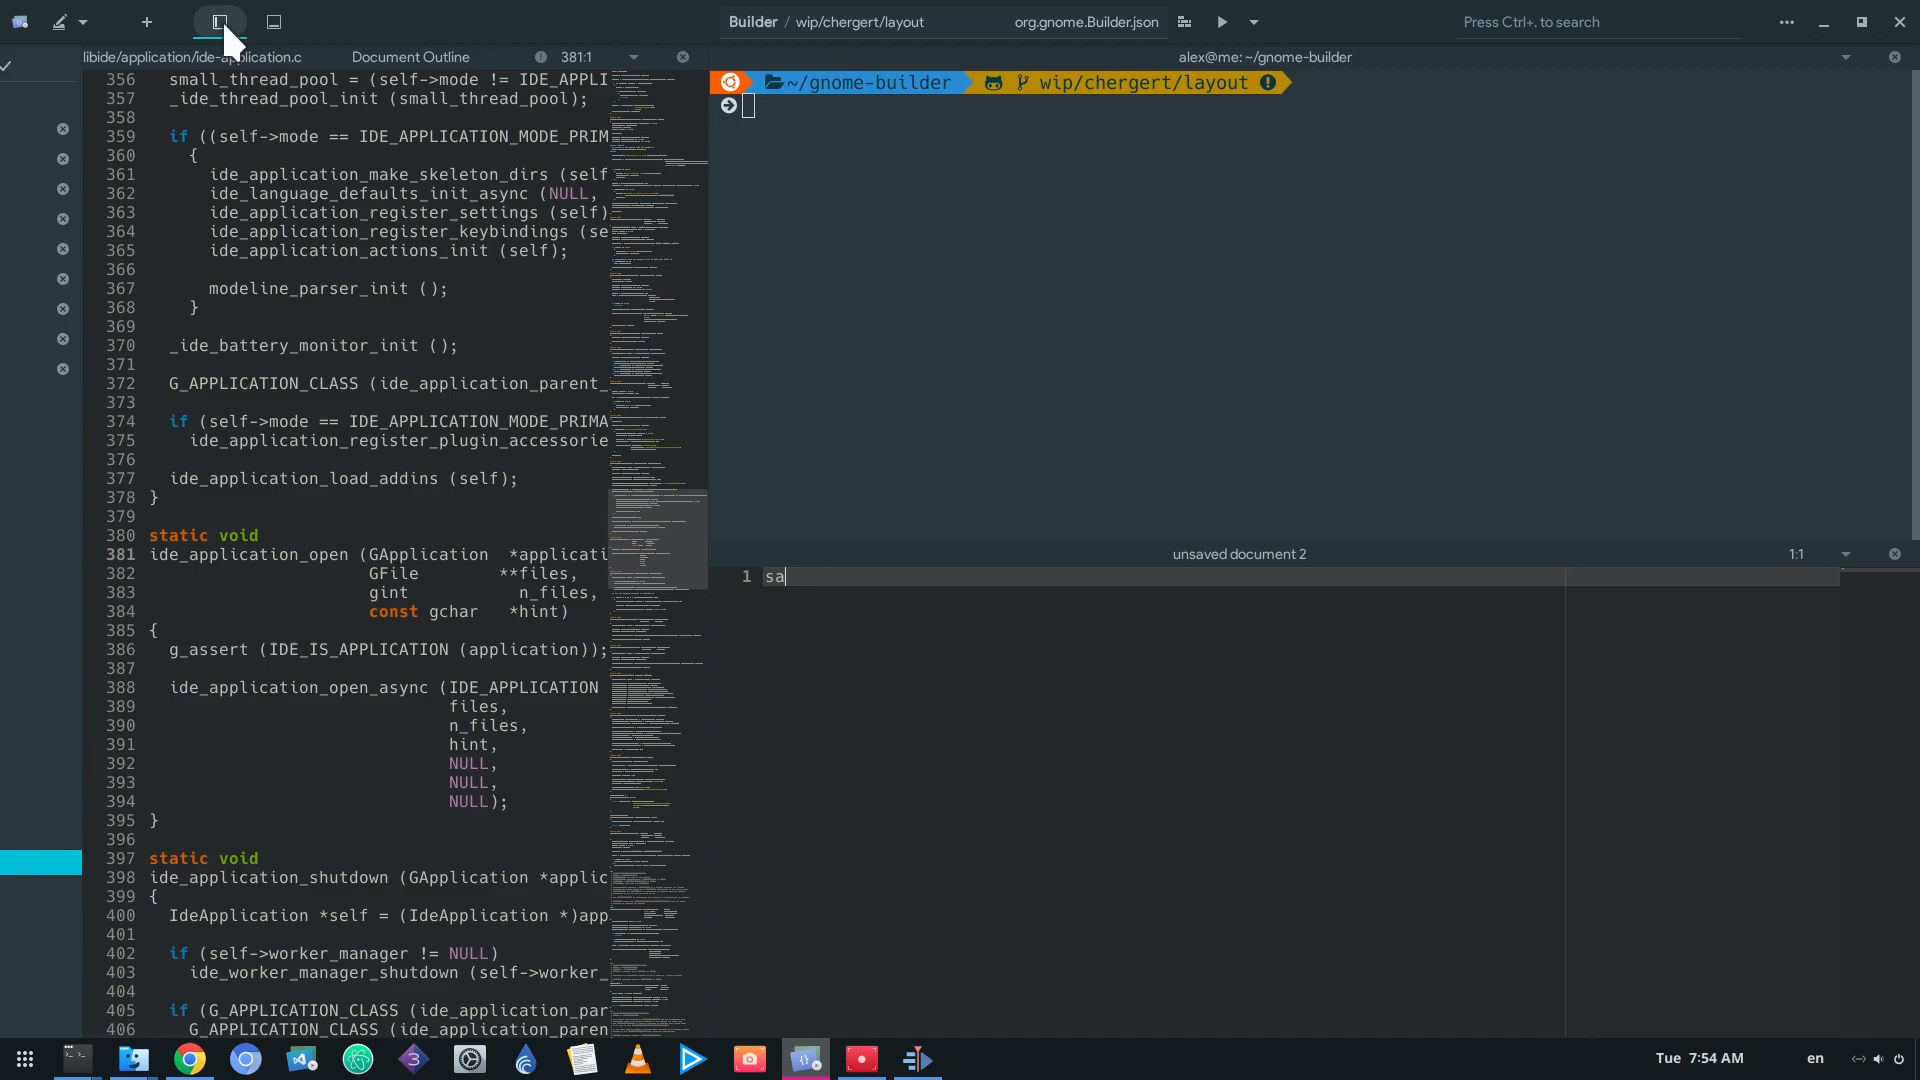 Builder / wip/chergert/layout org.gnome.Builder.json
Press Ctrl+. to search
libide/application/ide-application.c Document Outline 381:1
356 small_thread_pool = (self->mode != IDE_APPLI
357 _ide_thread_pool_init (small_thread_pool);
358
359 if ((self->mode == IDE_APPLICATION_MODE_PRIM
360 {
361 ide_application_make_skeleton_dirs (self
362 ide_language_defaults_init_async (NULL,
363 ide_application_register_settings (self)
364 ide_application_register_keybindings (se
365 ide_application_actions_init (self);
366
367 modeline_parser_init ();
368 }
369
370 _ide_battery_monitor_init ();
371
372 G_APPLICATION_CLASS (ide_application_parent_
373
374 if (self->mode == IDE_APPLICATION_MODE_PRIMA
375 ide_application_register_plugin_accessorie
376
377 ide_application_load_addins (self);
378 }
379
380 static void
381 ide_application_open (GApplication *applicati
382 GFile **files,
383 gint n_files,
384 const gchar *hint)
385 {
386 g_assert (IDE_IS_APPLICATION (application));
387
388 ide_application_open_async (IDE_APPLICATION
389 files,
390 n_files,
391 hint,
392 NULL,
393 NULL,
394 NULL);
395 }
396
397 static void
398 ide_application_shutdown (GApplication *applic
399 {
400 IdeApplication *self = (IdeApplication *)app
401
402 if (self->worker_manager != NULL)
403 ide_worker_manager_shutdown (self->worker_
404
405 if (G_APPLICATION_CLASS (ide_application_par
406 G_APPLICATION_CLASS (ide_application_paren
alex@me: ~/gnome-builder
~/gnome-builder wip/chergert/layout
unsaved document 2 1:1
1 sa
Tue 7:54 AM en